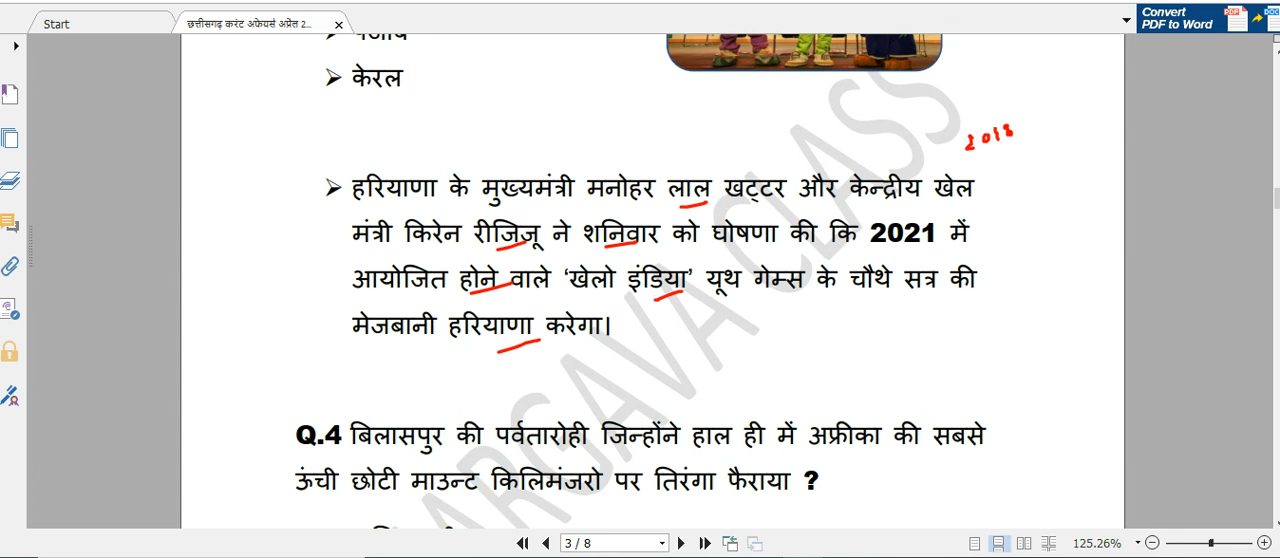 Start
छत्तीसगढ़ करंट अफेयर्स अप्रेल 2...
Convert
PDF to Word
➤ केरल
2018
➤ हरियाणा के मुख्यमंत्री मनोहर लाल खट्टर और केन्द्रीय खेल
मंत्री किरेन रीजिजू ने शनिवार को घोषणा की कि 2021 में
आयोजित होने वाले ‘खेलो इंडिया’ यूथ गेम्स के चौथे सत्र की
मेजबानी हरियाणा करेगा।
Q.4 बिलासपुर की पर्वतारोही जिन्होंने हाल ही में अफ्रीका की सबसे
ऊंची छोटी माउन्ट किलिमंजरो पर तिरंगा फैराया ?
ARGAVA CLASS
3 / 8
125.26%